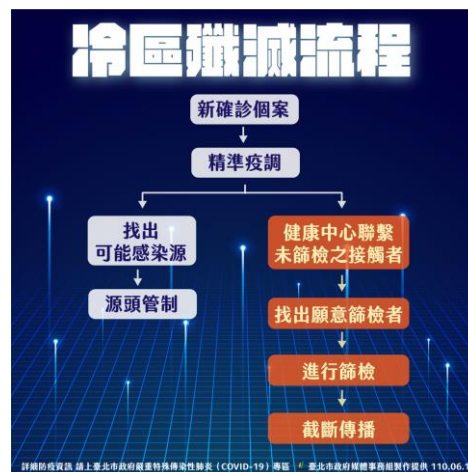 冷區殲滅流程
新確診個案
精準疫調
找出
可能感染源
源頭管制
健康中心聯繫
未篩檢之接觸者
找出願意篩檢者
進行篩檢
截斷傳播
詳細防疫資訊 請上臺北市政府嚴重特殊傳染性肺炎（COVID-19）專區 臺北市政府媒體事務組製作提供 110.06.